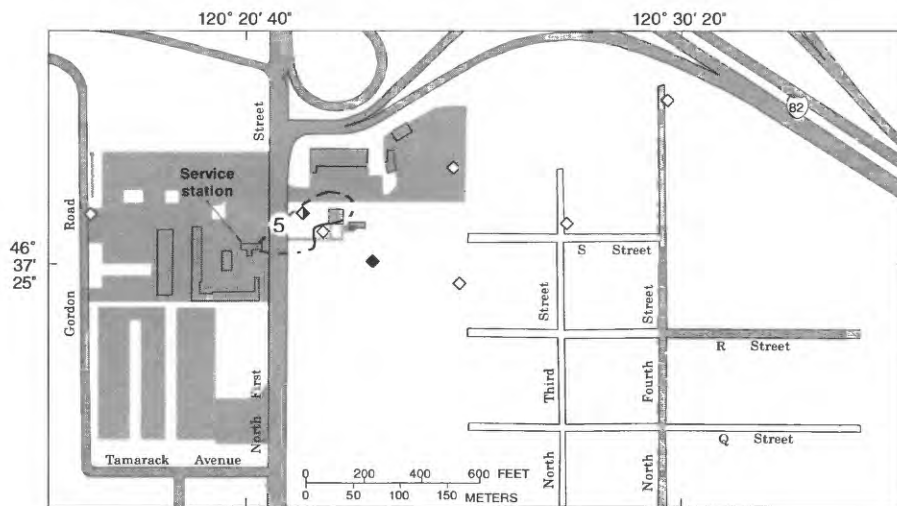 120° 20' 40"
120° 30' 20"
82
Street
Service
station
5
Road
46°
37'
25"
S Street
Gordon
Street
Street
R Street
First
Third
Fourth
North
Q Street
Tamarack Avenue
North
North
0 200 400 600 FEET
0 50 100 150 METERS